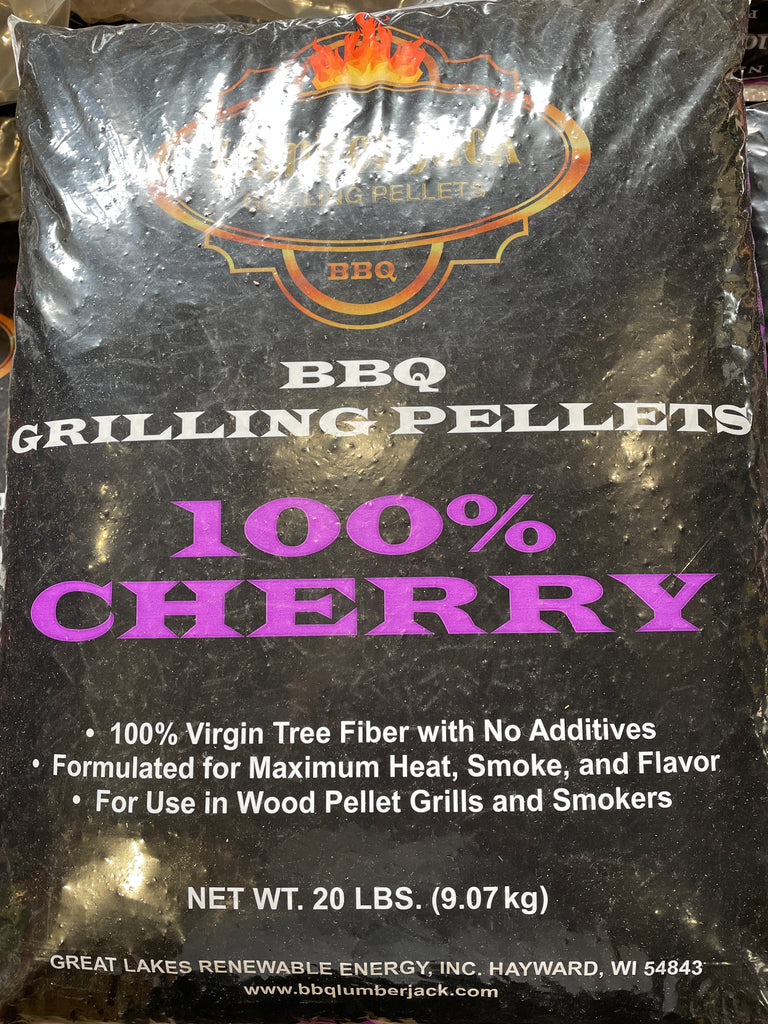 GRILLING PELLETS
BBQ
BBQ
GRILLING PELLETS
100%
CHERRY
• 100% Virgin Tree Fiber with No Additives
• Formulated for Maximum Heat, Smoke, and Flavor
• For Use in Wood Pellet Grills and Smokers
NET WT. 20 LBS. (9.07 kg)
GREAT LAKES RENEWABLE ENERGY, INC. HAYWARD, WI 54843
www.bbqlumberjack.com